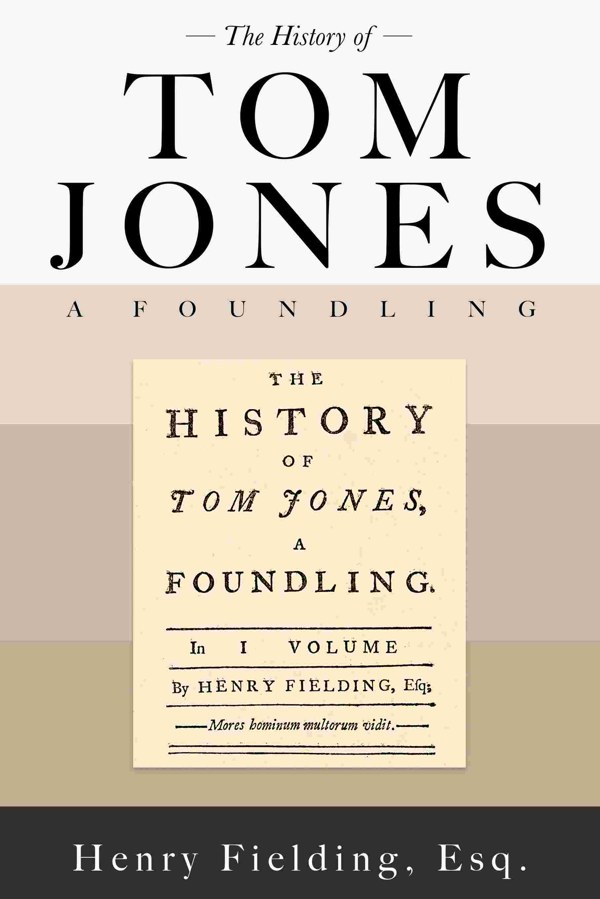 — The History of —
TOM
JONES
A FOUNDLING
THE
HISTORY
OF
TOM JONES,
A
FOUNDLING.
In I VOLUME
By HENRY FIELDING, Eſq;
—Mores hominum multorum vidit.—
Henry Fielding, Esq.